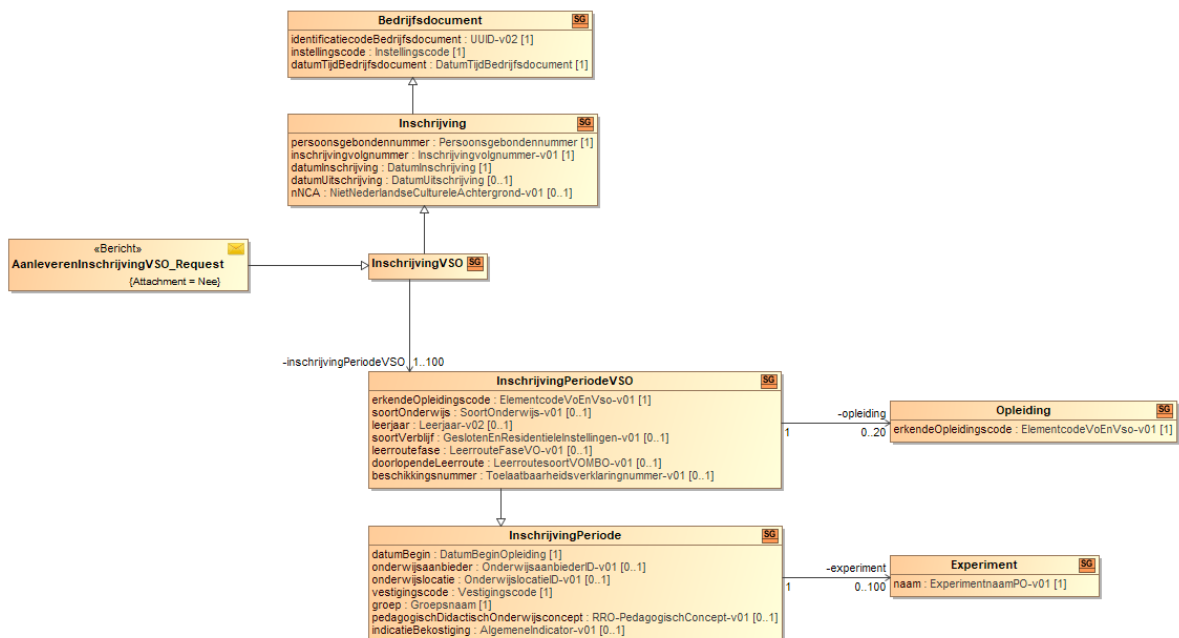 Bedrijfsdocument
SG
identificatiecodeBedrijfsdocument : UUID-v02 [1]
instellingscode : Instellingscode [1]
datumTijdBedrijfsdocument : DatumTijdBedrijfsdocument [1]
Inschrijving
SG
persoonsgebondennummer : Persoonsgebondennummer [1]
inschrijvingvolgnummer : Inschrijvingvolgnummer-v01 [1]
datumInschrijving : DatumInschrijving [1]
datumUitschrijving : DatumUitschrijving [0..1]
nNCA : NietNederlandseCultureleAchtergrond-v01 [0..1]
«Bericht»
AanleverenInschrijvingVSO_Request
{Attachment = Nee}
InschrijvingVSO
SG
-inschrijvingPeriodeVSO
1..100
InschrijvingPeriodeVSO
SG
erkendeOpleidingscode : ElementcodeVoEnVso-v01 [1]
soortOnderwijs : SoortOnderwijs-v01 [0..1]
leerjaar : Leerjaar-v02 [0..1]
soortVerblijf : GeslotenEnResidentieleInstellingen-v01 [0..1]
leerroutefase : LeerrouteFaseVO-v01 [0..1]
doorlopendeLeerroute : LeerroutesoortVOMBO-v01 [0..1]
beschikkingsnummer : Toelaatbaarheidsverklaringnummer-v01 [0..1]
-opleiding
1
0..20
Opleiding
SG
erkendeOpleidingscode : ElementcodeVoEnVso-v01 [1]
InschrijvingPeriode
SG
datumBegin : DatumBeginOpleiding [1]
onderwijsaanbieder : OnderwijsaanbiederID-v01 [0..1]
onderwijslocatie : OnderwijslocatieID-v01 [0..1]
vestigingscode : Vestigingscode [1]
groep : Groepsnaam [1]
pedagogischDidactischOnderwijsconcept : RRO-PedagogischConcept-v01 [0..1]
indicatieBekostiging : AlgemeneIndicator-v01 [0..1]
-experiment
1
0..100
Experiment
SG
naam : ExperimentnaamPO-v01 [1]